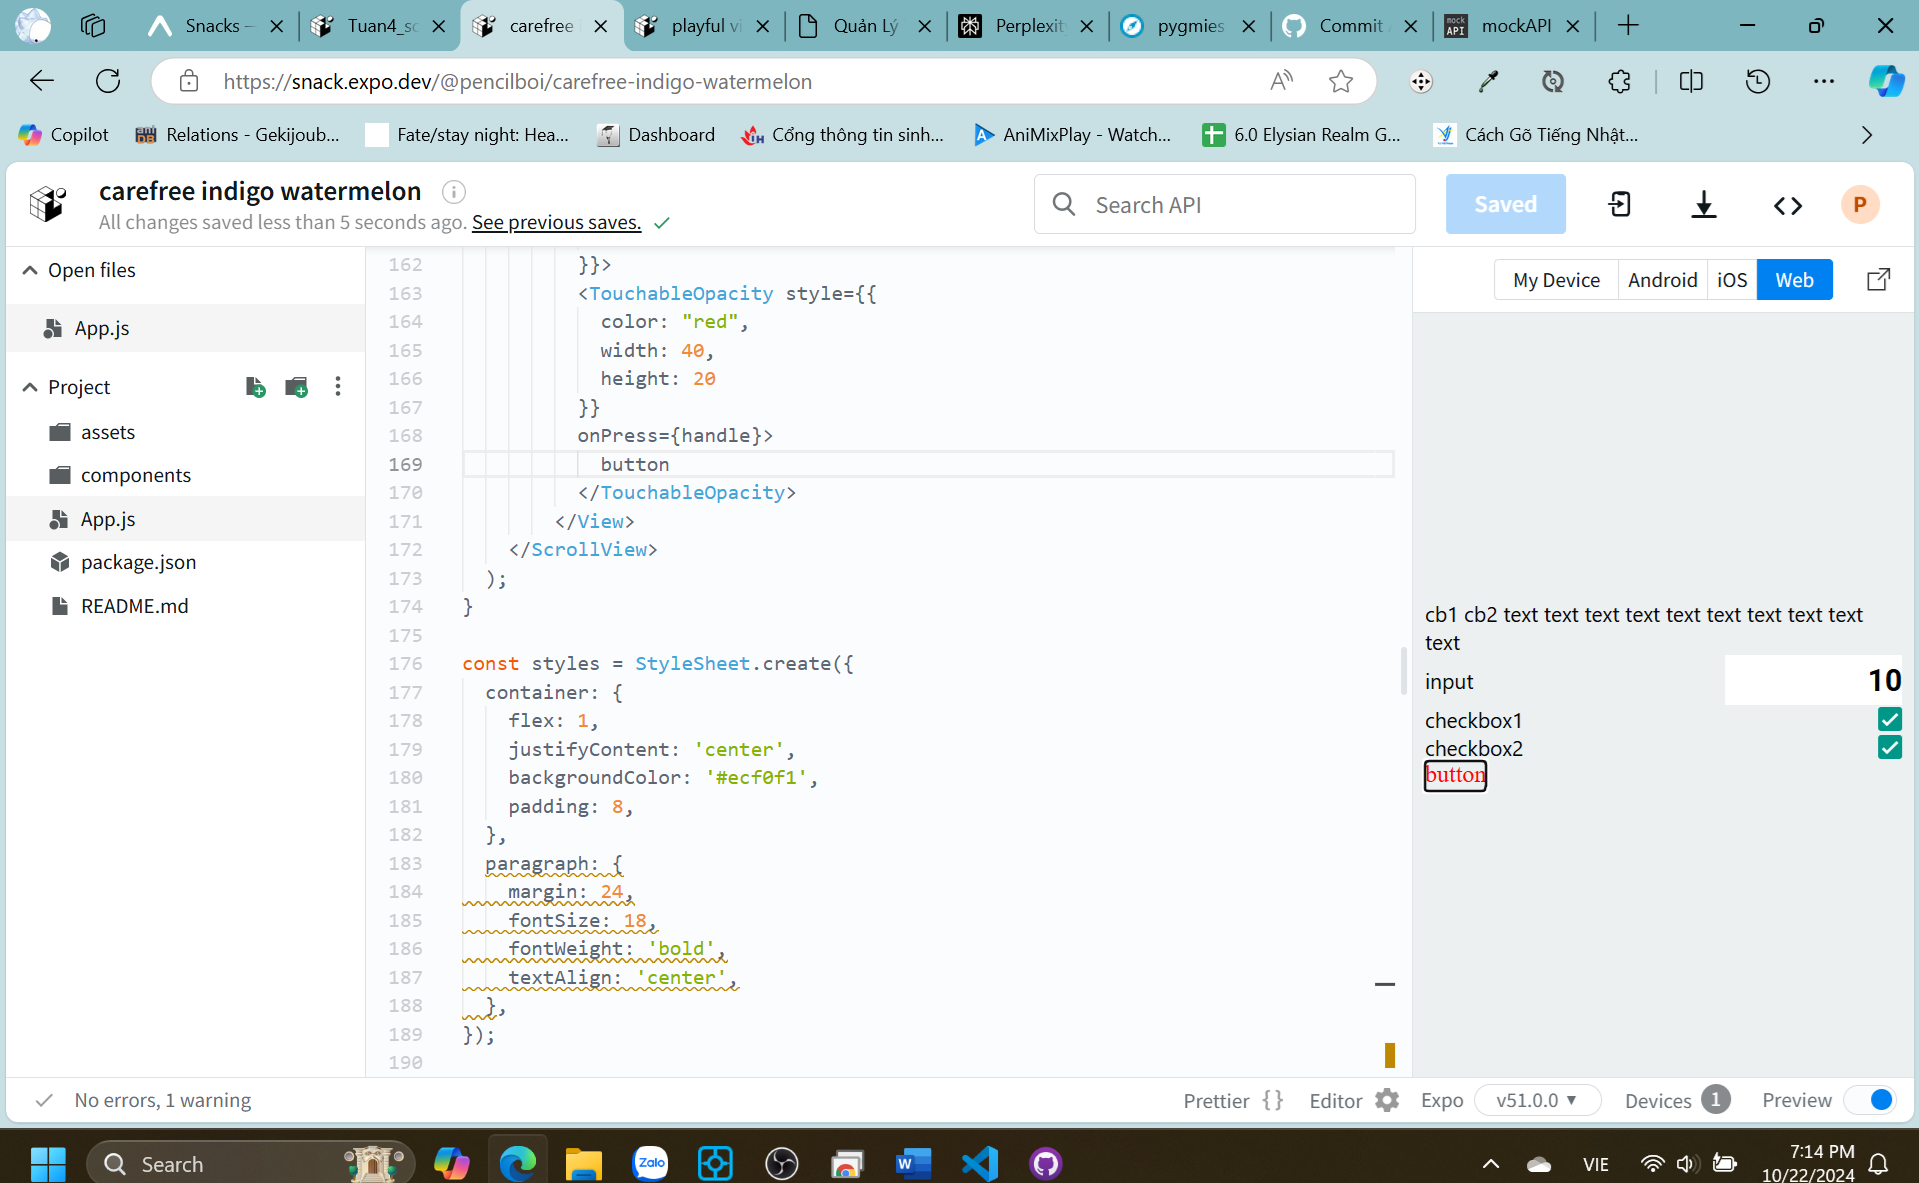 Snacks –
Tuan4_sc
carefree
playful vi
Quản Lý
Perplexity
pygmies
Commit
mock API
mockAPI
https://snack.expo.dev/@pencilboi/carefree-indigo-watermelon
Copilot
Relations - Gekijoub...
Fate/stay night: Hea...
Dashboard
Cổng thông tin sinh...
AniMixPlay - Watch...
6.0 Elysian Realm G...
Cách Gõ Tiếng Nhật...
carefree indigo watermelon
All changes saved less than 5 seconds ago. See previous saves.
Search API
Saved
P
Open files
App.js
Project
assets
components
App.js
package.json
README.md
162 }}>
163 <TouchableOpacity style={{
164 color: "red",
165 width: 40,
166 height: 20
167 }}
168 onPress={handle}>
169 button
170 </TouchableOpacity>
171 </View>
172 </ScrollView>
173 );
174 }
175
176 const styles = StyleSheet.create({
177 container: {
178 flex: 1,
179 justifyContent: 'center',
180 backgroundColor: '#ecf0f1',
181 padding: 8,
182 },
183 paragraph: {
184 margin: 24,
185 fontSize: 18,
186 fontWeight: 'bold',
187 textAlign: 'center',
188 },
189 });
190
My Device Android iOS Web
cb1 cb2 text text text text text text text text text
text
input 10
checkbox1
checkbox2
button
No errors, 1 warning
Prettier {} Editor Expo v51.0.0 Devices 1 Preview
Search
Zalo
VIE
7:14 PM
10/22/2024